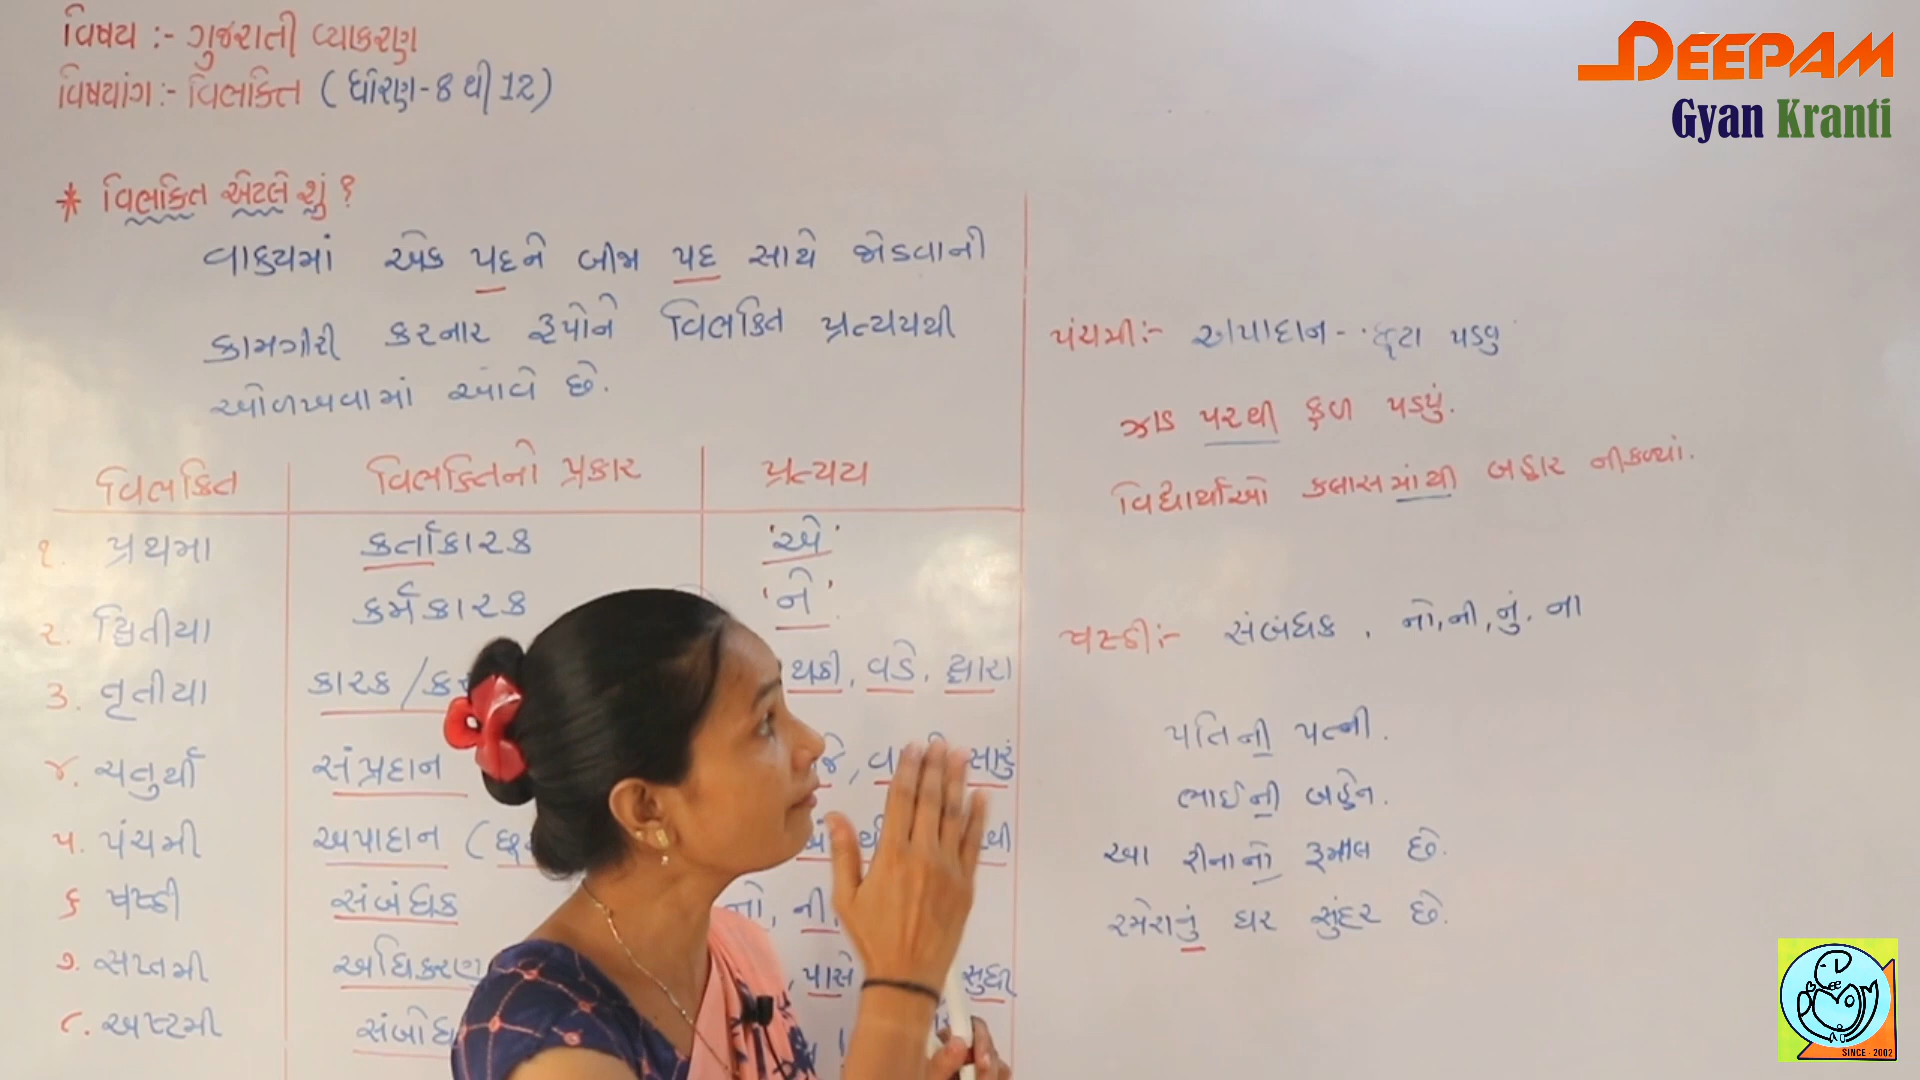 વિષય :- ગુજરાતી વ્યાકરણ
વિષયાંગ :- વિભક્તિ ( ધોરણ - 8 થી 12 )
* વિભક્તિ એટલે શું ?
વાક્યમાં એક પદને બીજા પદ સાથે જોડવાની
કામગીરી કરનાર રૂપોને વિભક્તિ પ્રત્યયથી
ઓળખવામાં આવે છે.
વિભક્તિ વિભક્તિનો પ્રકાર પ્રત્યય
૧. પ્રથમા કર્તાકારક 'એ'
૨. દ્વિતીયા કર્મકારક 'ને'
૩. તૃતીયા કારક / થકી, વડે, દ્વારા
૪. ચતુર્થી સંપ્રદાન સારું
૫. પંચમી અપાદાન (
૬ ષષ્ઠી સંબંધક નો, ની,
૭. સપ્તમી અધિકરણ , પાસે સુધી
૮. અષ્ટમી
પંચમી :- અપાદાન - છૂટા પડવુ
ઝાડ પરથી ફળ પડ્યું.
વિદ્યાર્થીઓ ક્લાસમાંથી બહાર નીકળ્યાં.
ષષ્ઠી :- સંબંધક , નો, ની, નું, ના
પતિની પત્ની.
ભાઈની બહેન.
આ રીનાનો રૂમાલ છે.
રમેશનું ઘર સુંદર છે.
DEEPAM
Gyan Kranti
SINCE - 2002